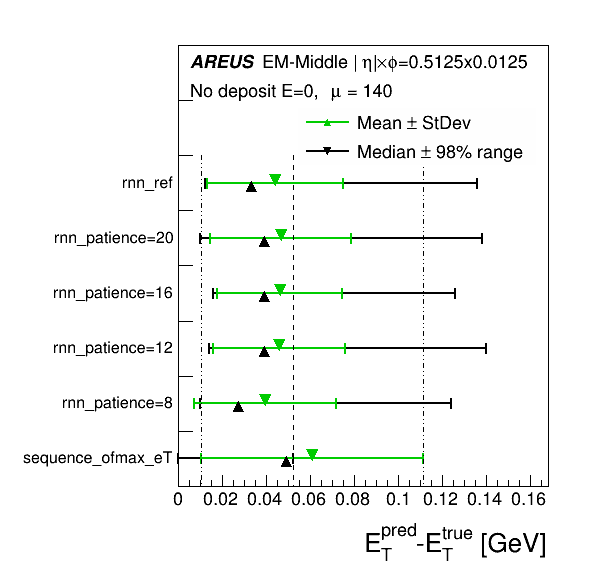 AREUS EM-Middle | η|×ϕ=0.5125x0.0125
No deposit E=0, μ = 140
Mean ± StDev
Median ± 98% range
rnn_ref
rnn_patience=20
rnn_patience=16
rnn_patience=12
rnn_patience=8
sequence_ofmax_eT
0 0.02 0.04 0.06 0.08 0.1 0.12 0.14 0.16
E_T^pred-E_T^true [GeV]